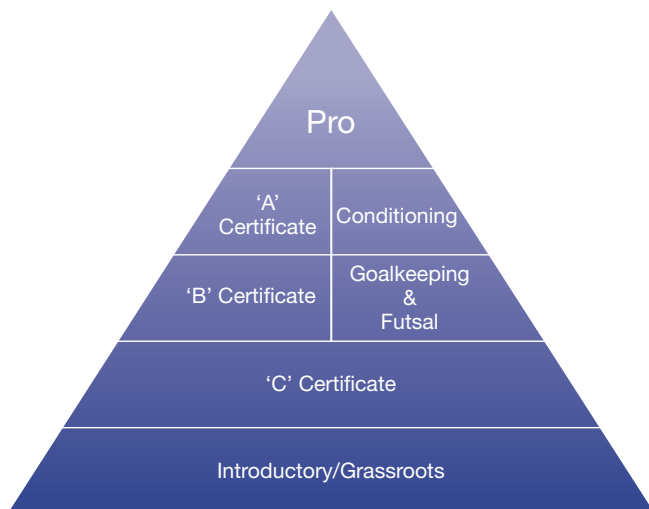 Pro
‘A’
Certificate
Conditioning
‘B’ Certificate
Goalkeeping
&
Futsal
‘C’ Certificate
Introductory/Grassroots